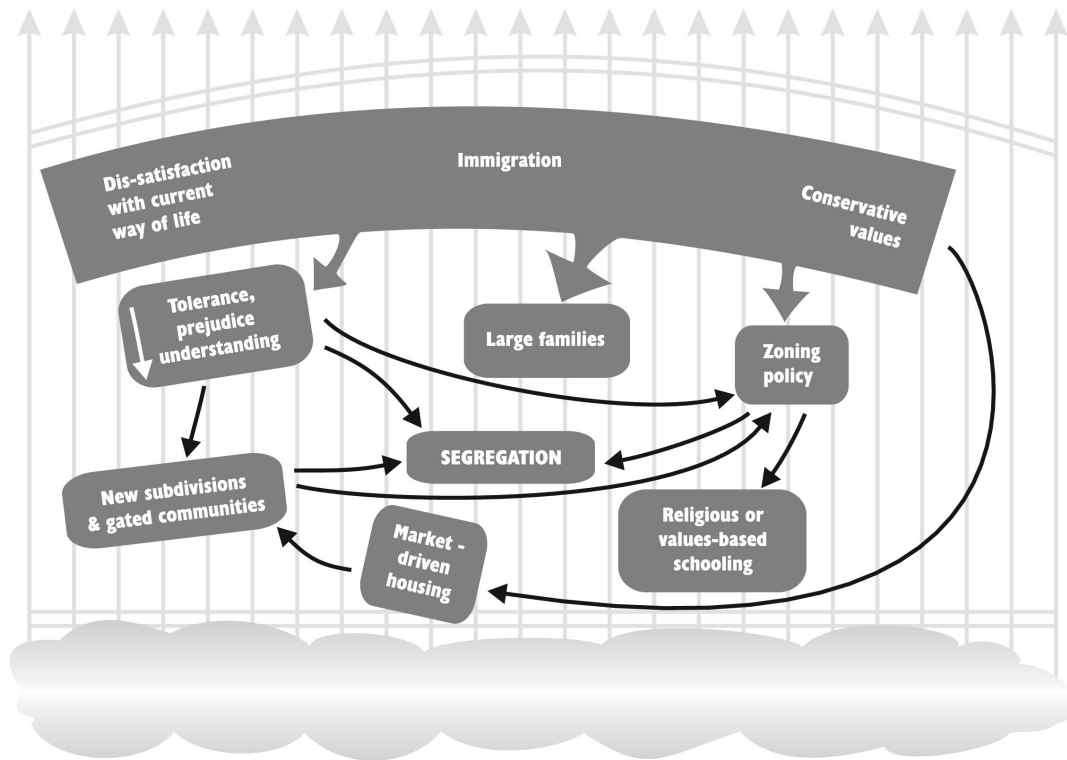 Dis-satisfaction
with current
way of life
Immigration
Conservative
values
Tolerance,
prejudice
understanding
Large families
Zoning
policy
SEGREGATION
New subdivisions
& gated communities
Market -
driven
housing
Religious or
values-based
schooling